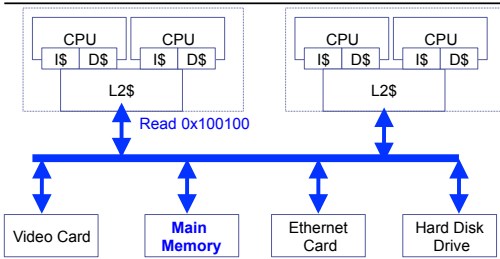 CPU CPU CPU CPU
I$ D$ I$ D$ I$ D$ I$ D$
L2$ L2$
Read 0x100100
Video Card
Main
Memory
Ethernet
Card
Hard Disk
Drive